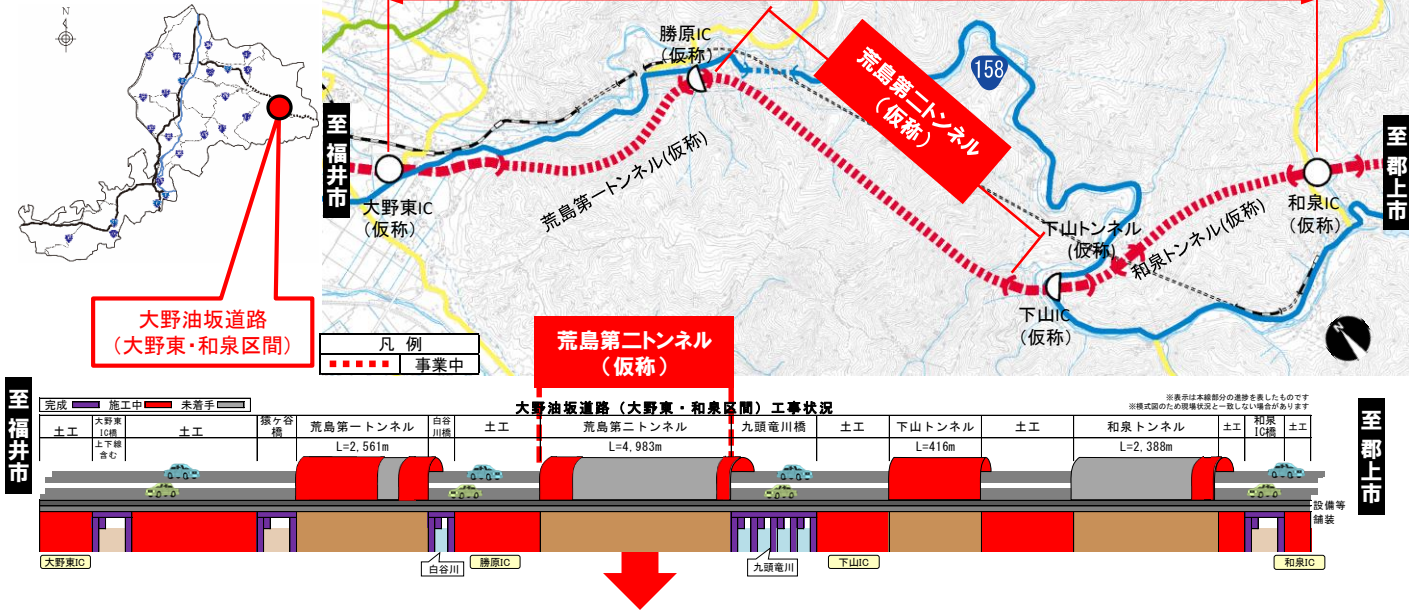 N
大野油坂道路
（大野東・和泉区間）
至 福井市
勝原IC
（仮称）
荒島第二トンネル
（仮称）
158
至 郡上市
大野東IC
（仮称）
荒島第一トンネル(仮称)
和泉IC
（仮称）
下山トンネル
(仮称)
和泉トンネル(仮称)
下山IC
（仮称）
N
凡 例
事業中
荒島第二トンネル
（仮称）
至 福井市
完成 施工中 未着手
大野油坂道路（大野東・和泉区間）工事状況
※表示は本線部分の進捗を表したものです
※模式図のため現場状況と一致しない場合があります
至 郡上市
土工 大野東IC橋 土工 猿ヶ谷橋 荒島第一トンネル 白谷川橋 土工 荒島第二トンネル 九頭竜川橋 土工 下山トンネル 土工 和泉トンネル 土工 和泉IC橋 土工
上下線含む L=2,561m L=4,983m L=416m L=2,388m
設備等
舗装
大野東IC 白谷川 勝原IC 九頭竜川 下山IC 和泉IC